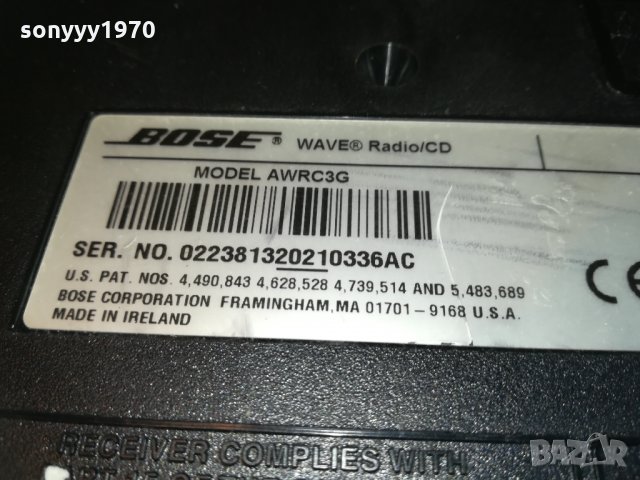 sonyyy1970
BOSE® WAVE® Radio/CD
MODEL AWRC3G
SER. NO. 022381320210336AC
U.S. PAT. NOS. 4,490,843 4,628,528 4,739,514 AND 5,483,689
BOSE CORPORATION FRAMINGHAM, MA 01701-9168 U.S.A.
MADE IN IRELAND
CE
RECEIVER COMPLIES WITH
BAZAR